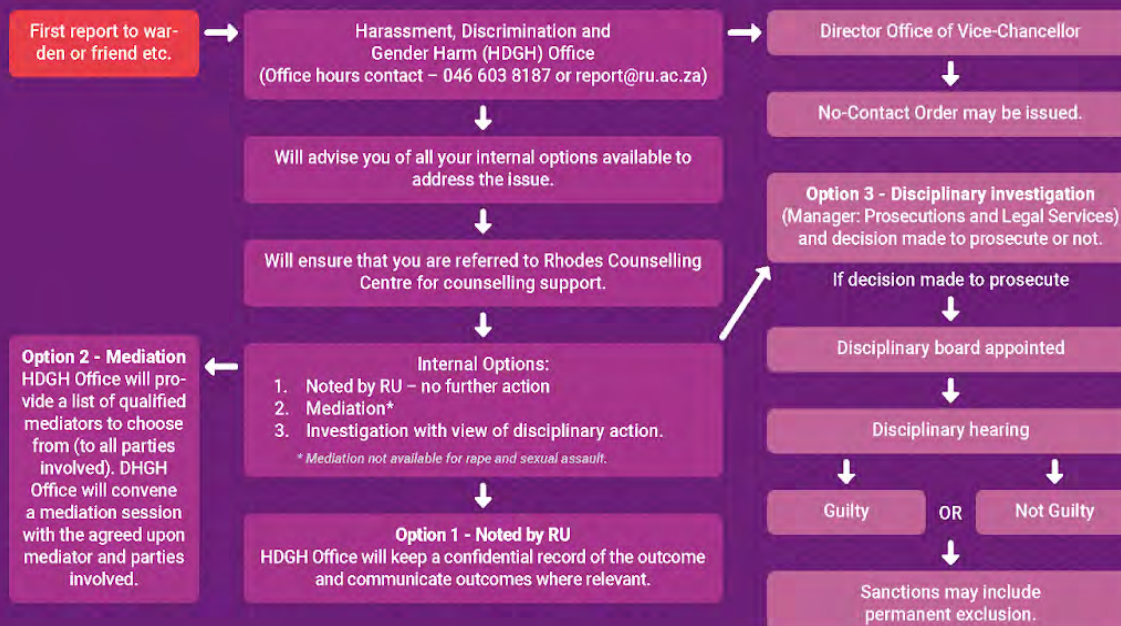 First report to war-
den or friend etc.
Harassment, Discrimination and
Gender Harm (HDGH) Office
(Office hours contact – 046 603 8187 or report@ru.ac.za)
Director Office of Vice-Chancellor
No-Contact Order may be issued.
Will advise you of all your internal options available to
address the issue.
Will ensure that you are referred to Rhodes Counselling
Centre for counselling support.
Internal Options:
1. Noted by RU – no further action
2. Mediation*
3. Investigation with view of disciplinary action.
* Mediation not available for rape and sexual assault.
Option 1 - Noted by RU
HDGH Office will keep a confidential record of the outcome
and communicate outcomes where relevant.
Option 2 - Mediation
HDGH Office will pro-
vide a list of qualified
mediators to choose
from (to all parties
involved). DHGH
Office will convene
a mediation session
with the agreed upon
mediator and parties
involved.
Option 3 - Disciplinary investigation
(Manager: Prosecutions and Legal Services)
and decision made to prosecute or not.
If decision made to prosecute
Disciplinary board appointed
Disciplinary hearing
Guilty OR Not Guilty
Sanctions may include
permanent exclusion.